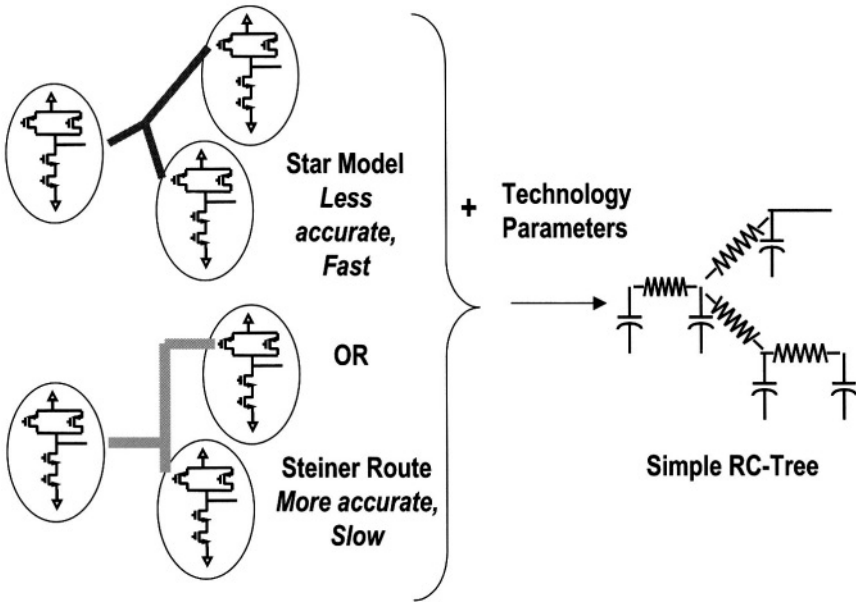 Star Model
Less
accurate,
Fast
+ Technology
Parameters
OR
Steiner Route
More accurate,
Slow
Simple RC-Tree